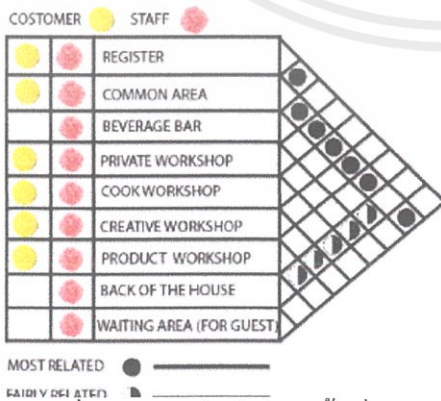 COSTOMER STAFF
REGISTER
COMMON AREA
BEVERAGE BAR
PRIVATE WORKSHOP
COOK WORKSHOP
CREATIVE WORKSHOP
PRODUCT WORKSHOP
BACK OF THE HOUSE
WAITING AREA (FOR GUEST)
MOST RELATED
FAIRLY RELATED